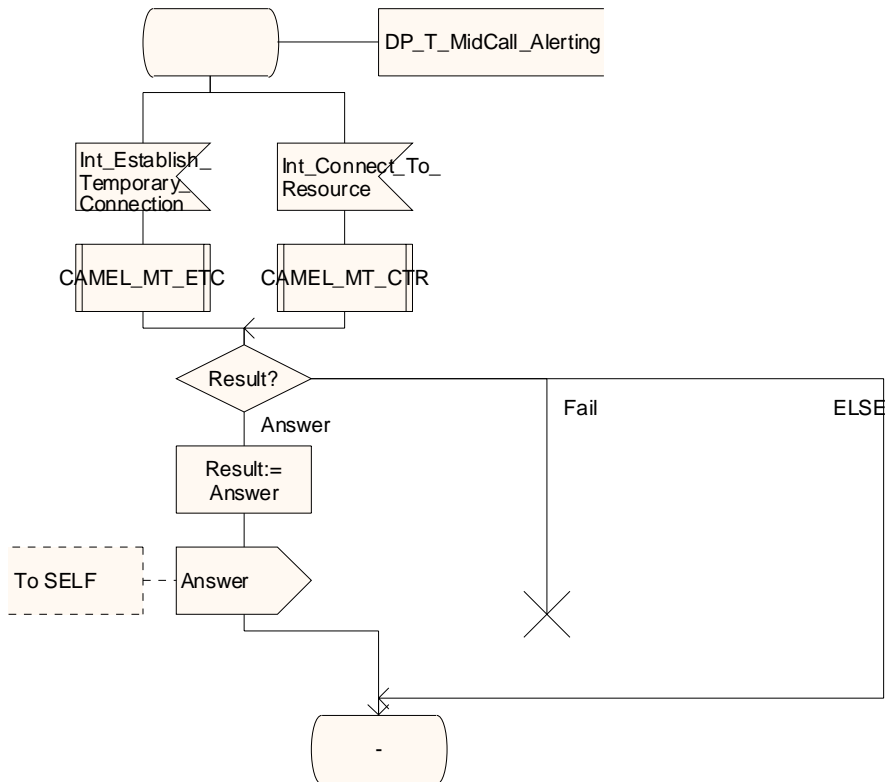 DP_T_MidCall_Alerting
Int_Establish_
Temporary_
Connection
Int_Connect_To_
Resource
CAMEL_MT_ETC
CAMEL_MT_CTR
Result?
Fail
ELSE
Answer
Result:=
Answer
To SELF
Answer
-